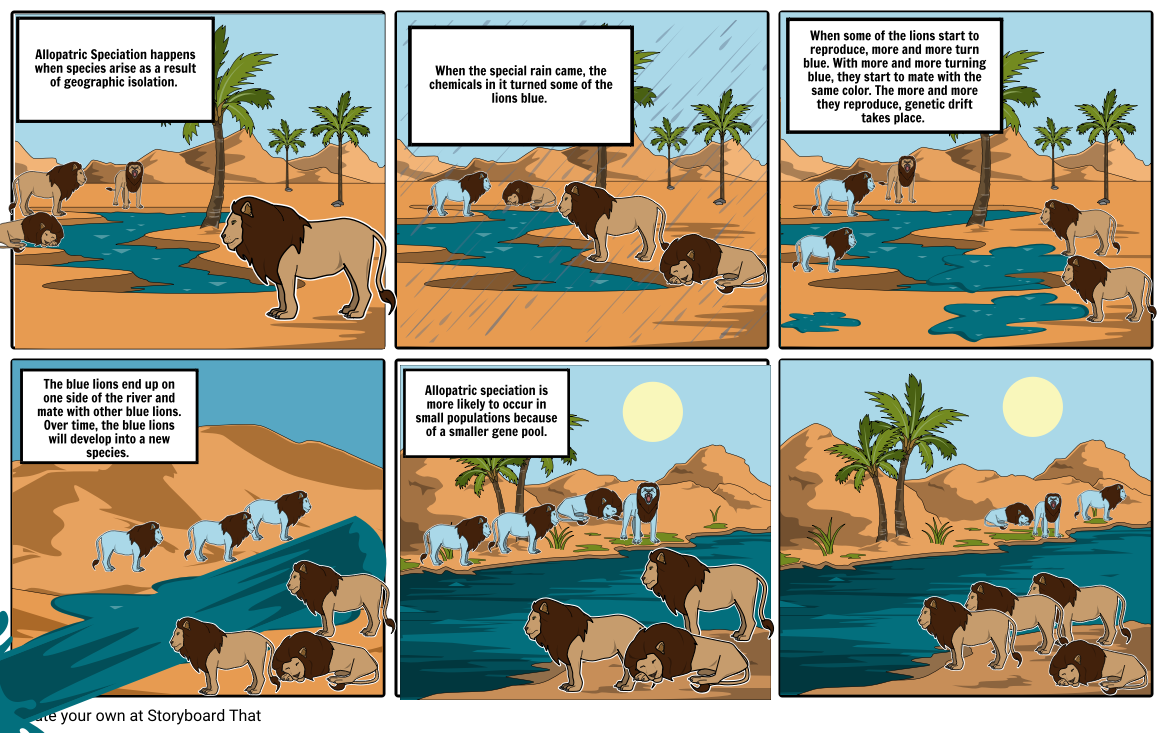 Allopatric Speciation happens
when species arise as a result
of geographic isolation.
When the special rain came, the
chemicals in it turned some of the
lions blue.
When some of the lions start to
reproduce, more and more turn
blue. With more and more turning
blue, they start to mate with the
same color. The more and more
they reproduce, genetic drift
takes place.
The blue lions end up on
one side of the river and
mate with other blue lions.
Over time, the blue lions
will develop into a new
species.
Allopatric speciation is
more likely to occur in
small populations because
of a smaller gene pool.
your own at Storyboard That